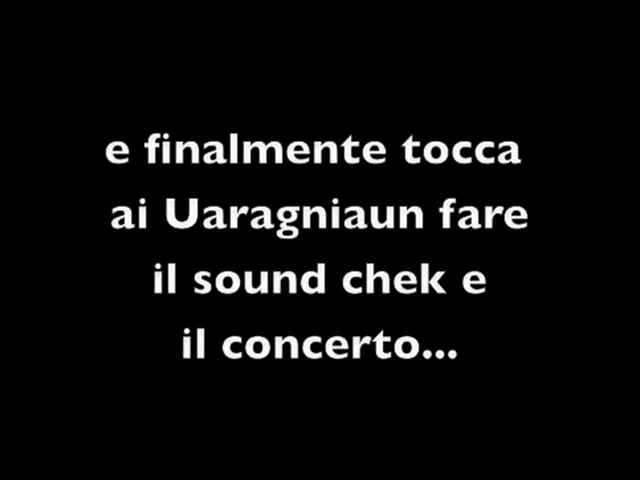 e finalmente tocca
ai Uaragniaun fare
il sound chek e
il concerto...